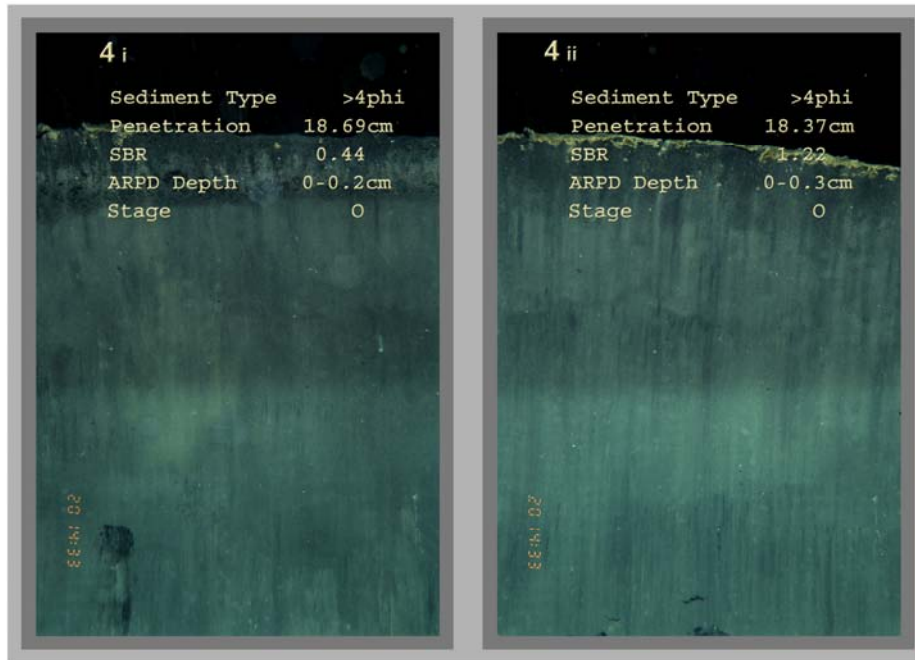 4 i
Sediment Type >4phi
Penetration 18.69cm
SBR 0.44
ARPD Depth 0-0.2cm
Stage O
20 14:33
4 ii
Sediment Type >4phi
Penetration 18.37cm
SBR 1.22
ARPD Depth 0-0.3cm
Stage O
20 14:33